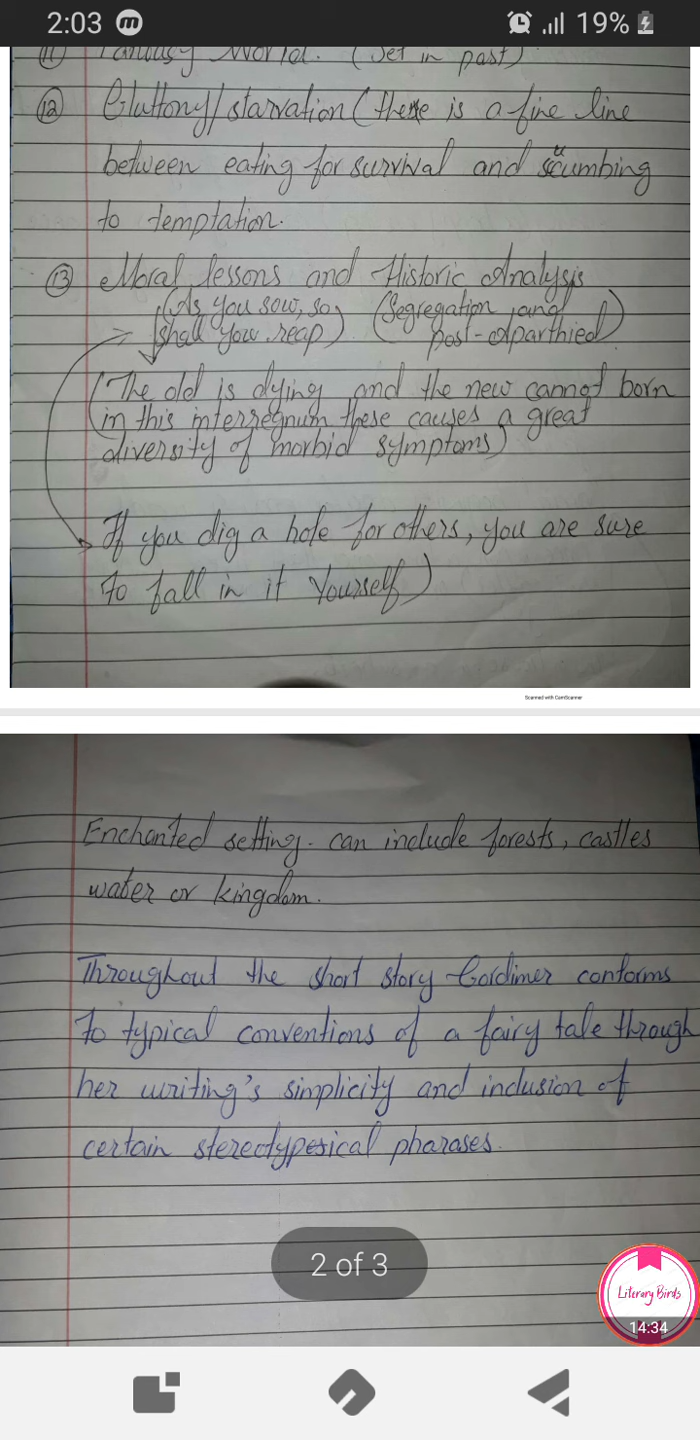 2:03 m 19%
11 Fantasy World. (Set in past)
12 Gluttony/starvation (there is a fine line
between eating for survival and scumbing
u
to temptation.
13 Moral lessons and Historic Analysis
(As you sow, so (Segregation and
shall you reap) post-Aparthied)
(The old is dying and the new cannot born
in this interregnum these causes a great
diversity of morbid symptoms)
If you dig a hole for others, you are sure
to fall in it Yourself)
Scanned with CamScanner
Enchanted setting. can include forests, castles
water or kingdom.
Throughout the short story Gordimer conforms
to typical conventions of a fairy tale through
her writing's simplicity and inclusion of
certain stereotypesical pharases.
2 of 3
Literary Birds
14:34